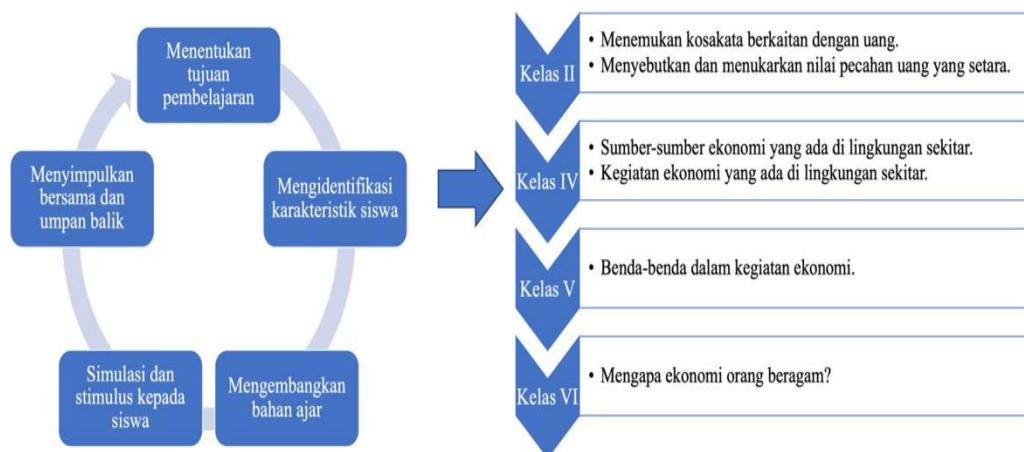 Menentukan
tujuan
pembelajaran
Mengidentifikasi
karakteristik siswa
Mengembangkan
bahan ajar
Simulasi dan
stimulus kepada
siswa
Menyimpulkan
bersama dan
umpan balik
Kelas II
• Menemukan kosakata berkaitan dengan uang.
• Menyebutkan dan menukarkan nilai pecahan uang yang setara.
Kelas IV
• Sumber-sumber ekonomi yang ada di lingkungan sekitar.
• Kegiatan ekonomi yang ada di lingkungan sekitar.
Kelas V
• Benda-benda dalam kegiatan ekonomi.
Kelas VI
• Mengapa ekonomi orang beragam?